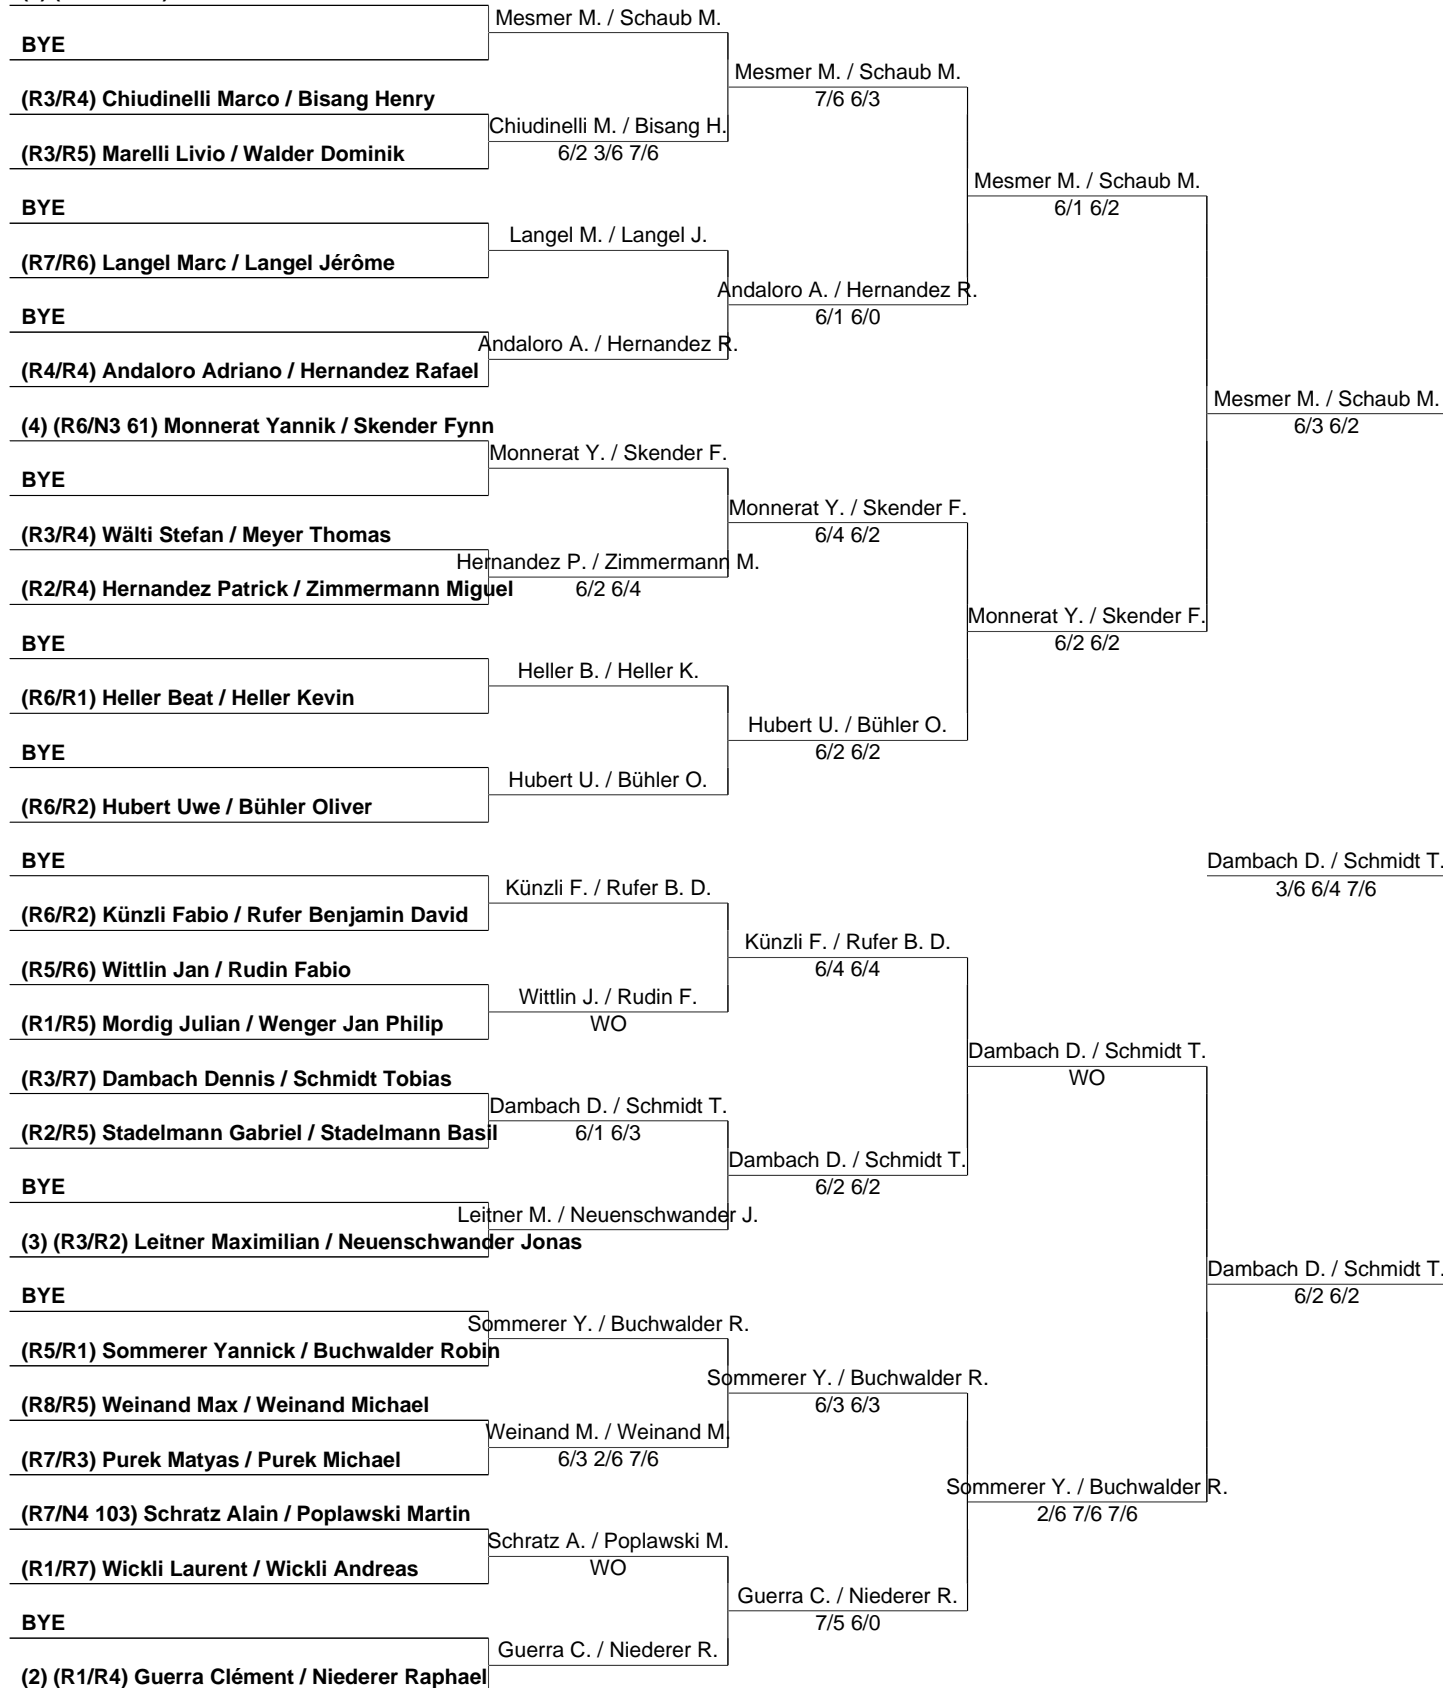 Mesmer M. / Schaub M.
BYE
Mesmer M. / Schaub M.
7/6 6/3
(R3/R4) Chiudinelli Marco / Bisang Henry
Chiudinelli M. / Bisang H.
6/2 3/6 7/6
(R3/R5) Marelli Livio / Walder Dominik
Mesmer M. / Schaub M.
6/1 6/2
BYE
Langel M. / Langel J.
(R7/R6) Langel Marc / Langel Jérôme
Andaloro A. / Hernandez R.
6/1 6/0
BYE
Andaloro A. / Hernandez R.
(R4/R4) Andaloro Adriano / Hernandez Rafael
Mesmer M. / Schaub M.
6/3 6/2
(4) (R6/N3 61) Monnerat Yannik / Skender Fynn
Monnerat Y. / Skender F.
BYE
Monnerat Y. / Skender F.
6/4 6/2
(R3/R4) Wälti Stefan / Meyer Thomas
Hernandez P. / Zimmermann M.
6/2 6/4
(R2/R4) Hernandez Patrick / Zimmermann Miguel
Monnerat Y. / Skender F.
6/2 6/2
BYE
Heller B. / Heller K.
(R6/R1) Heller Beat / Heller Kevin
Hubert U. / Bühler O.
6/2 6/2
BYE
Hubert U. / Bühler O.
(R6/R2) Hubert Uwe / Bühler Oliver
BYE
Dambach D. / Schmidt T.
3/6 6/4 7/6
Künzli F. / Rufer B. D.
(R6/R2) Künzli Fabio / Rufer Benjamin David
Künzli F. / Rufer B. D.
6/4 6/4
(R5/R6) Wittlin Jan / Rudin Fabio
Wittlin J. / Rudin F.
WO
(R1/R5) Mordig Julian / Wenger Jan Philip
Dambach D. / Schmidt T.
WO
(R3/R7) Dambach Dennis / Schmidt Tobias
Dambach D. / Schmidt T.
6/1 6/3
(R2/R5) Stadelmann Gabriel / Stadelmann Basil
Dambach D. / Schmidt T.
6/2 6/2
BYE
Leitner M. / Neuenschwander J.
(3) (R3/R2) Leitner Maximilian / Neuenschwander Jonas
Dambach D. / Schmidt T.
6/2 6/2
BYE
Sommerer Y. / Buchwalder R.
(R5/R1) Sommerer Yannick / Buchwalder Robin
Sommerer Y. / Buchwalder R.
6/3 6/3
(R8/R5) Weinand Max / Weinand Michael
Weinand M. / Weinand M.
6/3 2/6 7/6
(R7/R3) Purek Matyas / Purek Michael
Sommerer Y. / Buchwalder R.
2/6 7/6 7/6
(R7/N4 103) Schratz Alain / Poplawski Martin
Schratz A. / Poplawski M.
WO
(R1/R7) Wickli Laurent / Wickli Andreas
Guerra C. / Niederer R.
7/5 6/0
BYE
Guerra C. / Niederer R.
(2) (R1/R4) Guerra Clément / Niederer Raphael